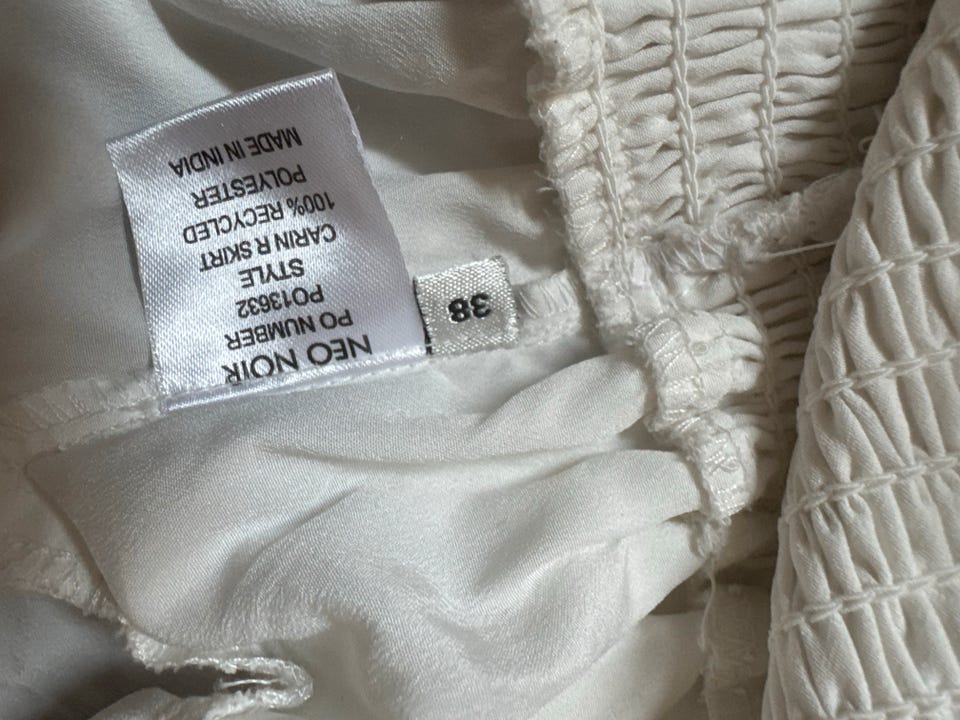 NEO NOIR
PO NUMBER
PO13632
STYLE
CARIN R SKIRT
100% RECYCLED
POLYESTER
MADE IN INDIA
38